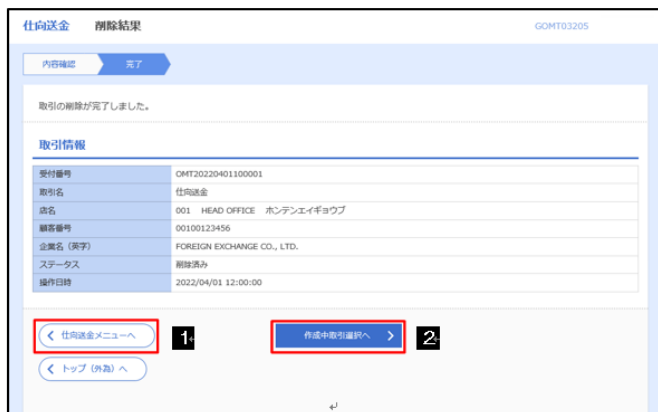 仕向送金 削除結果 GOMT03205
内容確認 完了
取引の削除が完了しました。
取引情報
受付番号 OMT20220401100001
取引名 仕向送金
店名 001 HEAD OFFICE ホンテンエイギョウブ
顧客番号 00100123456
企業名（英字） FOREIGN EXCHANGE CO., LTD.
ステータス 削除済み
操作日時 2022/04/01 12:00:00
仕向送金メニューへ 1 作成中取引選択へ 2
トップ（外為）へ